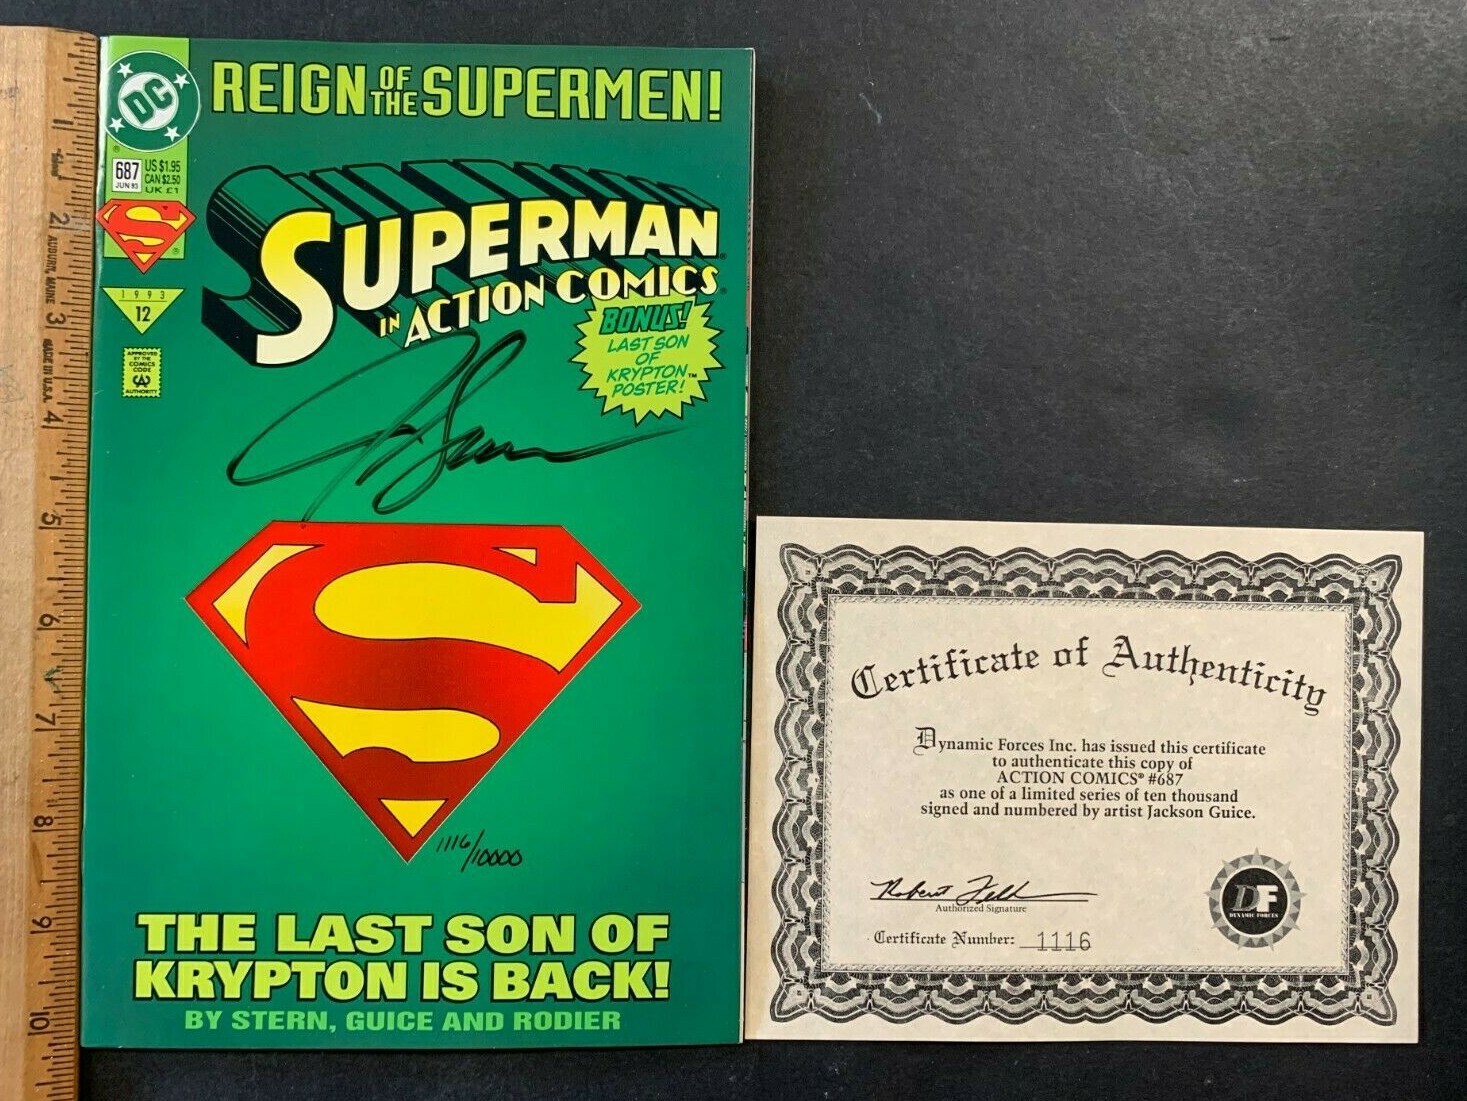 REIGN OF THE SUPERMEN!
DC
687
JUN 93
US $1.95
CAN $2.50
UK £1
SUPERMAN
IN ACTION COMICS
1993
12
APPROVED
BY THE
COMICS
CODE
CA
AUTHORITY
BONUS!
LAST SON
OF
KRYPTON™
POSTER!
S
1116/10000
THE LAST SON OF
KRYPTON IS BACK!
BY STERN, GUICE AND RODIER
1
2
3
4
5
6
7
8
9
10
AUBURN, MAINE
MADE IN U.S.A.
Certificate of Authenticity
Dynamic Forces Inc. has issued this certificate
to authenticate this copy of
ACTION COMICS® #687
as one of a limited series of ten thousand
signed and numbered by artist Jackson Guice.
Authorized Signature
Certificate Number: 1116
DF
DYNAMIC FORCES